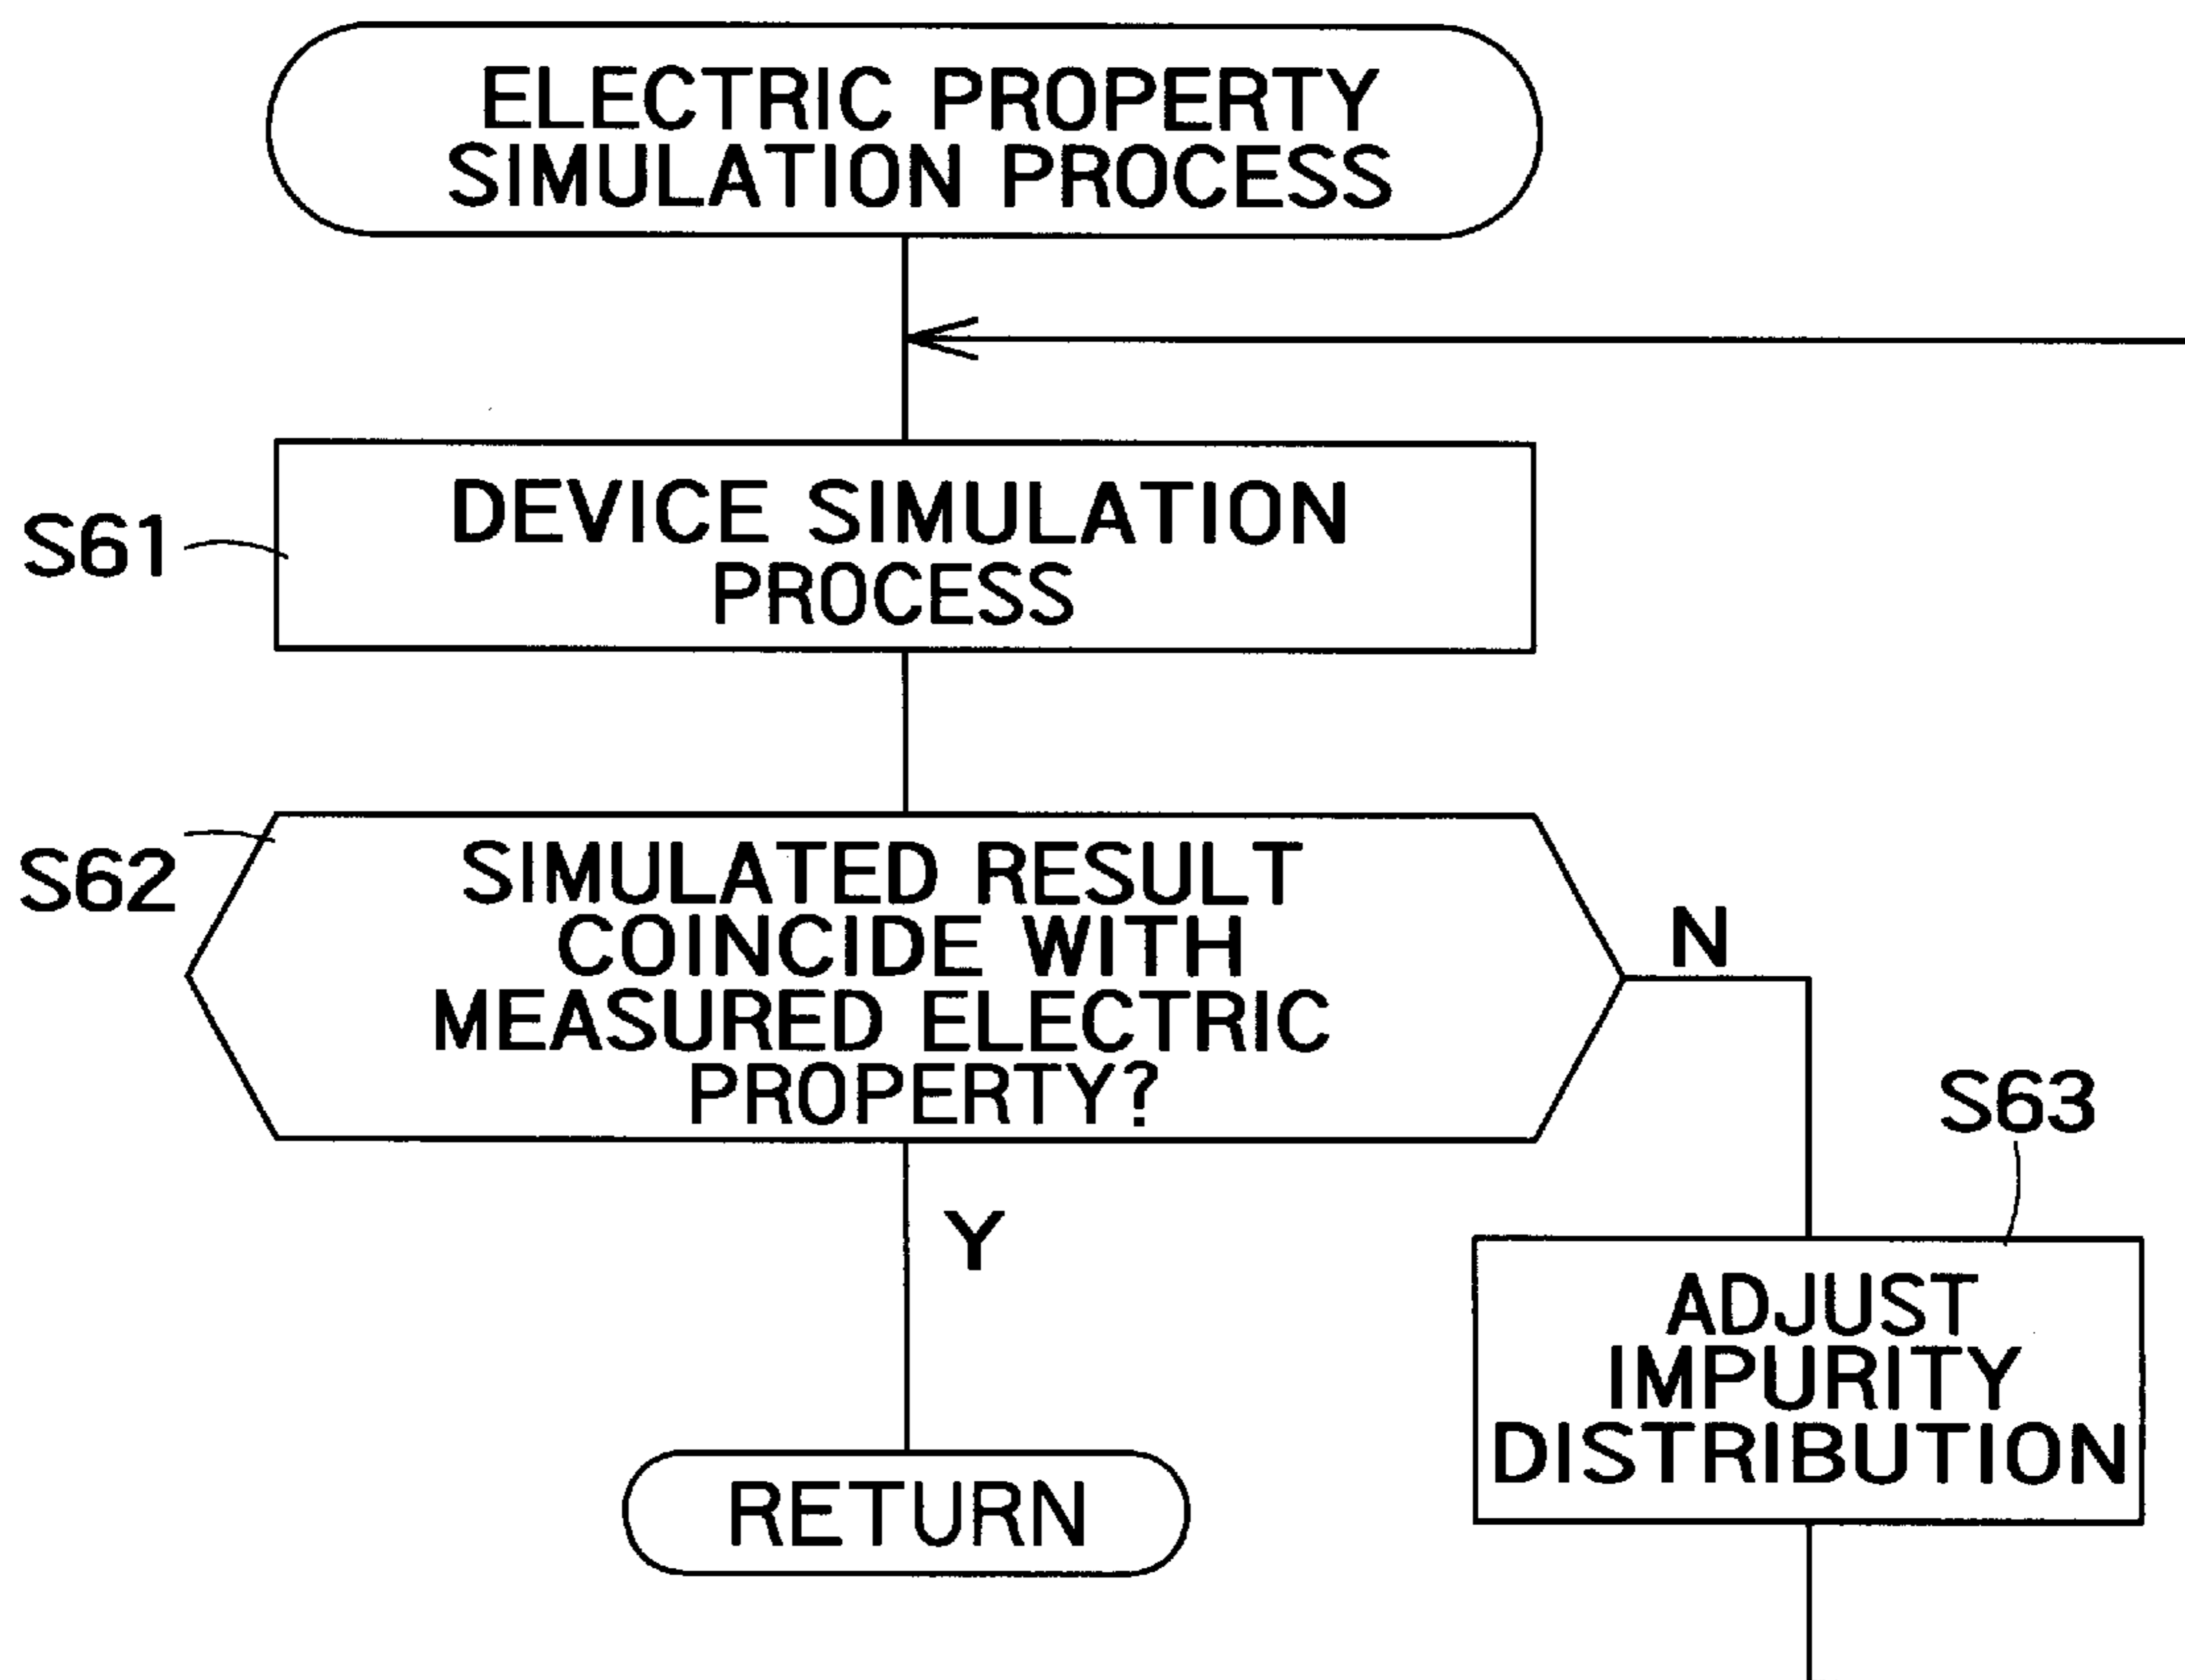 ELECTRIC PROPERTY
SIMULATION PROCESS
S61
DEVICE SIMULATION
PROCESS
S62
SIMULATED RESULT
COINCIDE WITH
MEASURED ELECTRIC
PROPERTY?
N
S63
Y
ADJUST
IMPURITY
DISTRIBUTION
RETURN